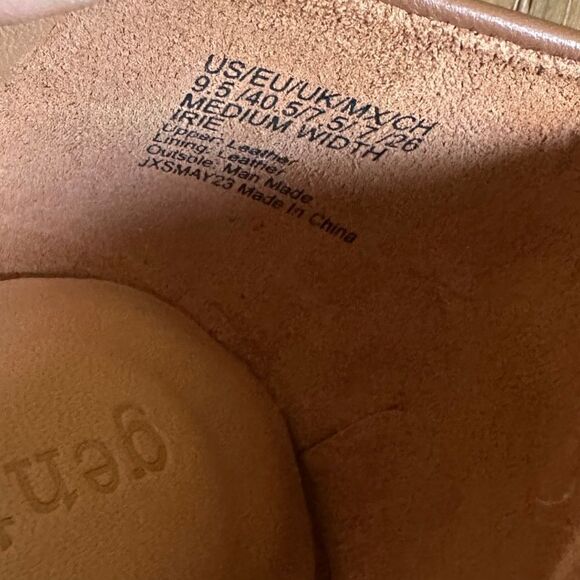 US/EU/UK/MX/CH
9.5 /40.5/7.5/ 7 /26
MEDIUM WIDTH
IRIE
Upper: Leather
Lining: Leather
Outsole: Man Made
JXSMAY23 Made In China
gen